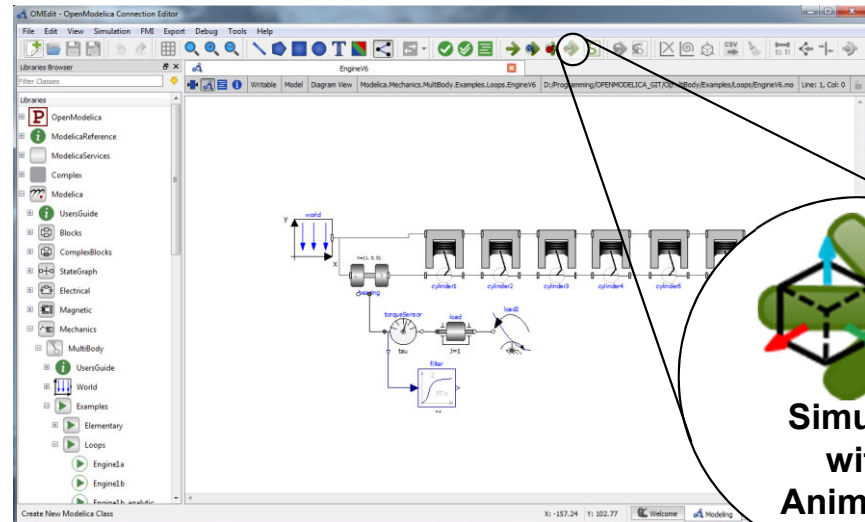 OMEdit - OpenModelica Connection Editor
File Edit View Simulation FMI Export Debug Tools Help
Libraries Browser
EngineV6
Filter Classes
Writable Model Diagram View Modelica.Mechanics.MultiBody.Examples.Loops.EngineV6 Line: 1, Col: 0
Libraries
OpenModelica
ModelicaReference
ModelicaServices
Complex
Modelica
UsersGuide
Blocks
ComplexBlocks
StateGraph
Electrical
Magnetic
Mechanics
MultiBody
UsersGuide
World
Examples
Elementary
Loops
Engine1a
Engine1b
Engine1b_analytic
world
y
x
bearing
cylinder1 cylinder2 cylinder3 cylinder4 cylinder5
torqueSensor load load2
tau J=1
filter
Simu
wit
Anim
Create New Modelica Class
X: -157.24 Y: 102.77 Welcome Modeling